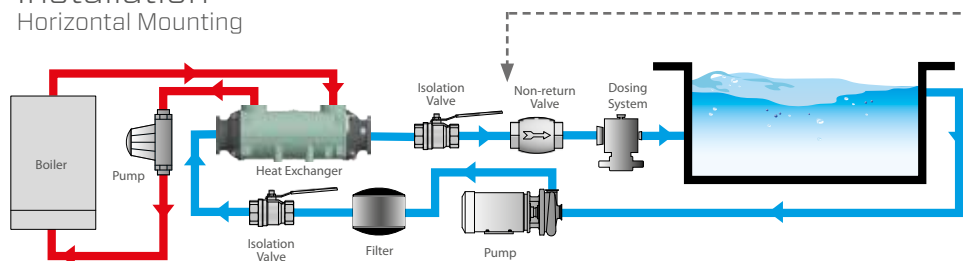 Horizontal Mounting
Isolation
Valve
Non-return
Valve
Dosing
System
Boiler
Pump
Heat Exchanger
Isolation
Valve
Filter
Pump